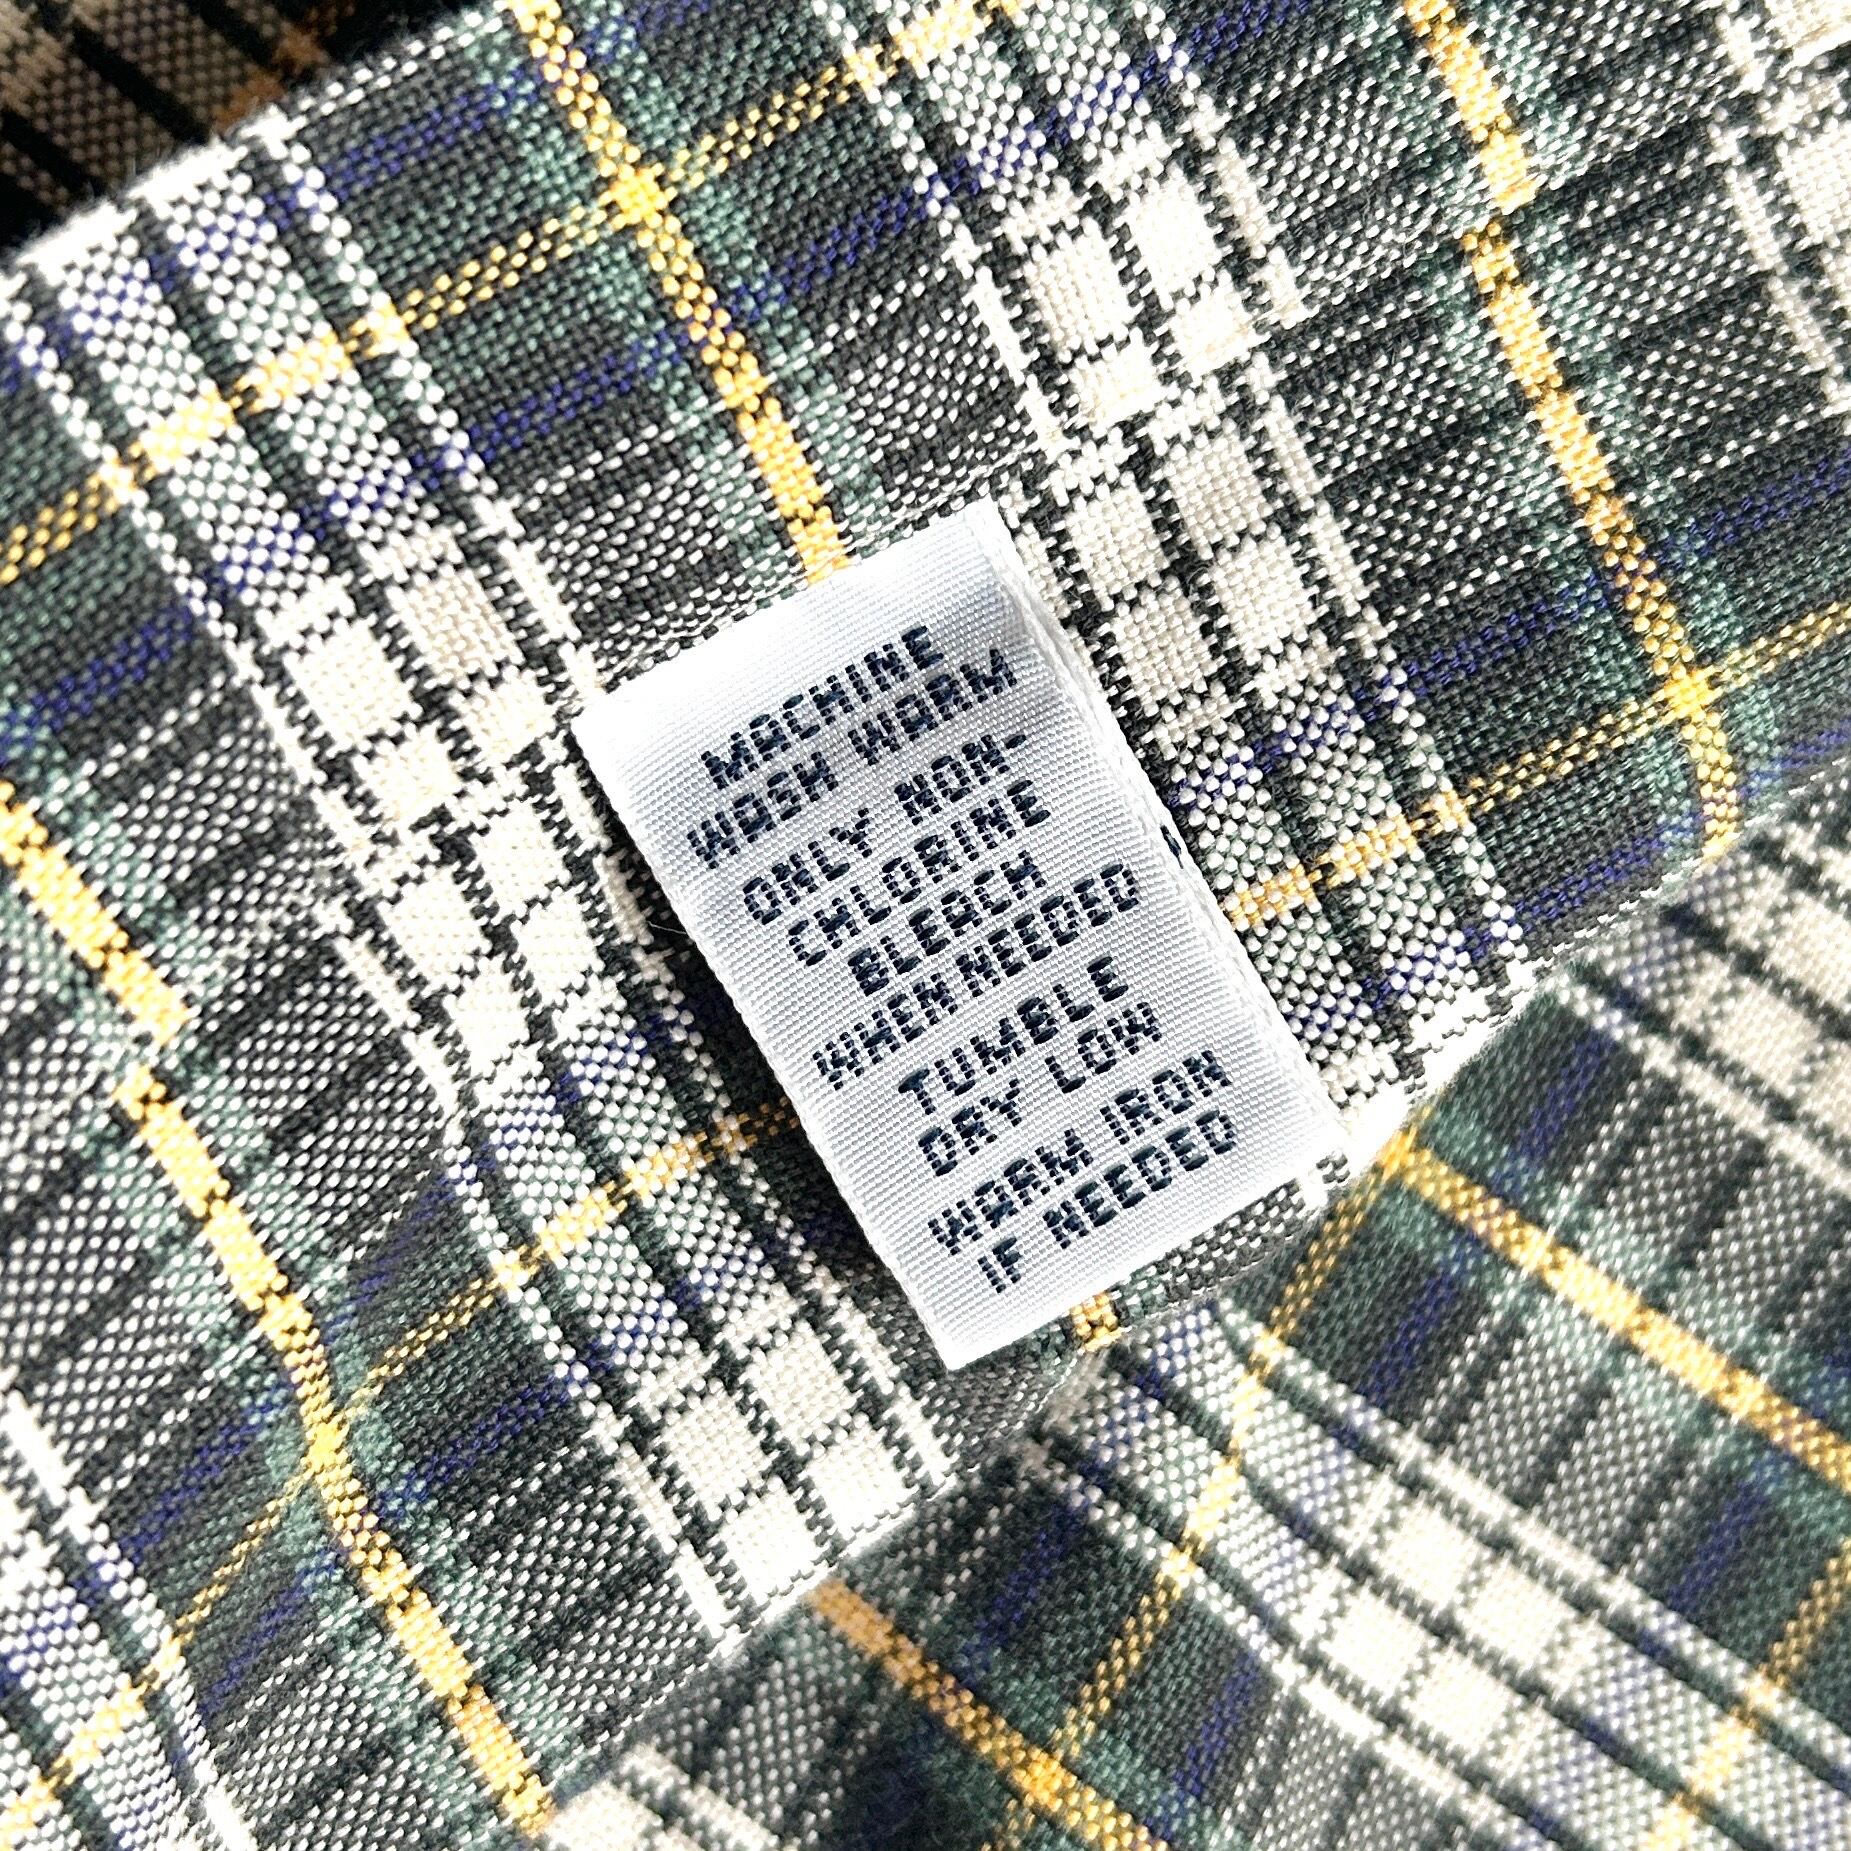 MACHINE
WASH WARM
ONLY NON-
CHLORINE
BLEACH
WHEN NEEDED
TUMBLE
DRY LOW
WARM IRON
IF NEEDED